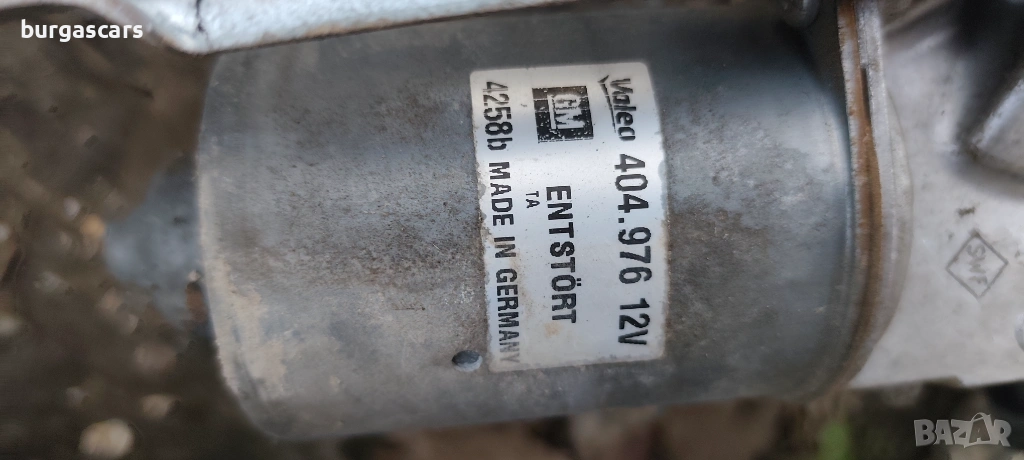 burgascars
Valeo 404.976 12V
GM ENTSTÖRT
TA
4258b MADE IN GERMANY
SWF
BAZAR